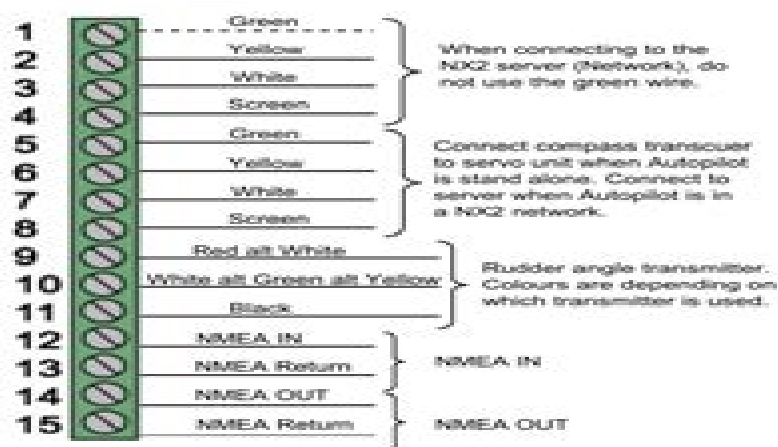 1 Green
2 Yellow
3 White
4 Screen
When connecting to the
NX2 server (Network), do
not use the green wire.
5 Green
6 Yellow
7 White
8 Screen
Connect compass transcuer
to servo unit when Autopilot
is stand alone. Connect to
server when Autopilot is in
a NX2 network.
9 Red alt White
10 White alt Green alt Yellow
11 Black
Rudder angle transmitter.
Colours are depending on
which transmitter is used.
12 NMEA IN
13 NMEA Return
NMEA IN
14 NMEA OUT
15 NMEA Return
NMEA OUT